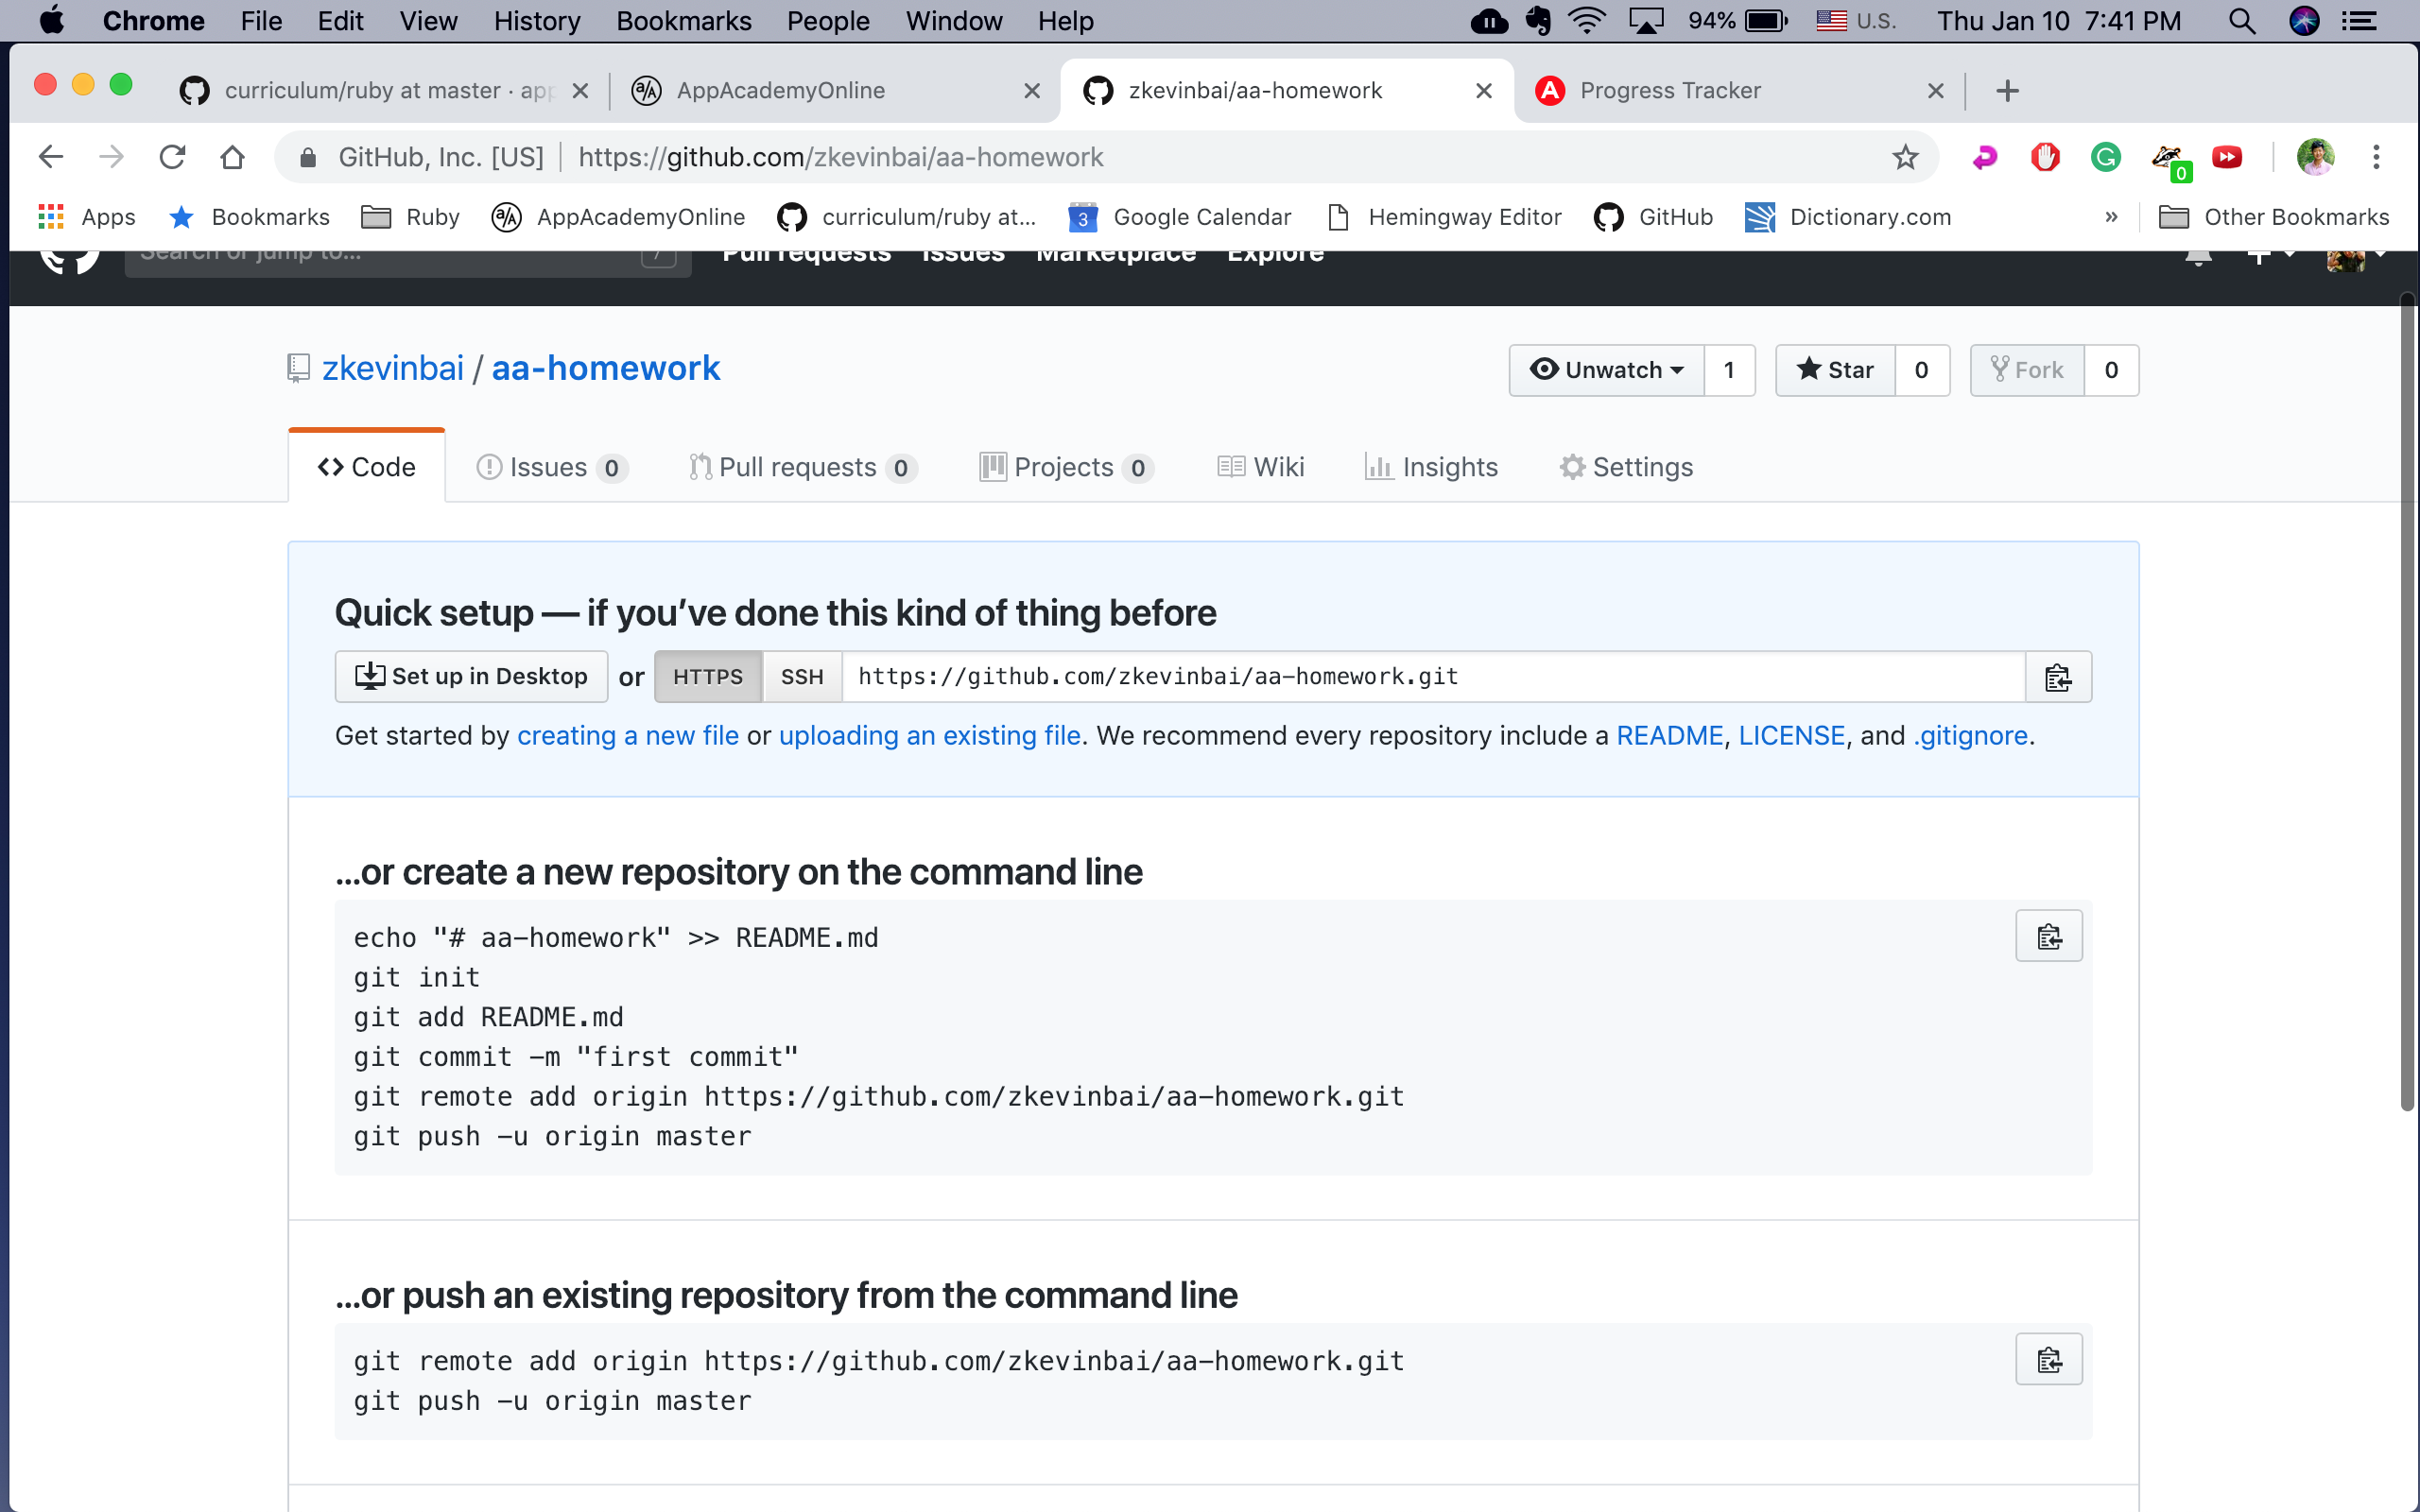 Chrome File Edit View History Bookmarks People Window Help 94% U.S. Thu Jan 10 7:41 PM
curriculum/ruby at master · app AppAcademyOnline zkevinbai/aa-homework Progress Tracker
GitHub, Inc. [US] https://github.com/zkevinbai/aa-homework 0
Apps Bookmarks Ruby AppAcademyOnline curriculum/ruby at... 3 Google Calendar Hemingway Editor GitHub Dictionary.com » Other Bookmarks
Search or jump to... / Pull requests Issues Marketplace Explore
zkevinbai / aa-homework Unwatch 1 Star 0 Fork 0
Code Issues 0 Pull requests 0 Projects 0 Wiki Insights Settings
Quick setup — if you’ve done this kind of thing before
Set up in Desktop or HTTPS SSH https://github.com/zkevinbai/aa-homework.git
Get started by creating a new file or uploading an existing file. We recommend every repository include a README, LICENSE, and .gitignore.
…or create a new repository on the command line
echo "# aa-homework" >> README.md
git init
git add README.md
git commit -m "first commit"
git remote add origin https://github.com/zkevinbai/aa-homework.git
git push -u origin master
…or push an existing repository from the command line
git remote add origin https://github.com/zkevinbai/aa-homework.git
git push -u origin master